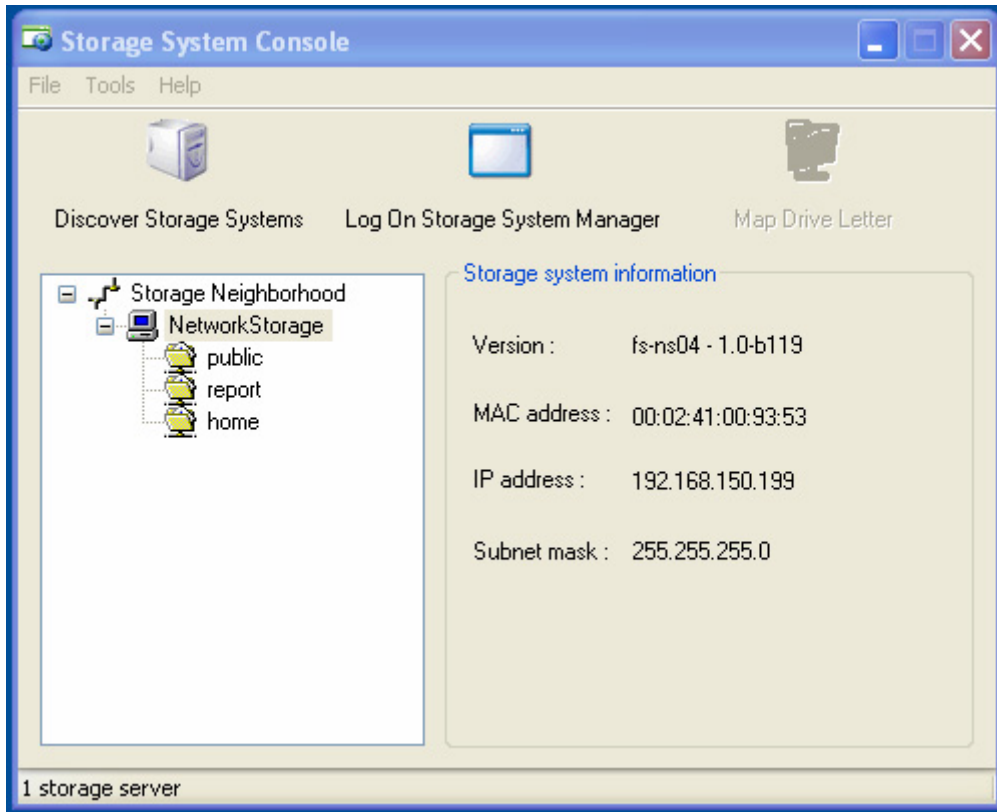 Storage System Console
File Tools Help
Discover Storage Systems Log On Storage System Manager Map Drive Letter
Storage Neighborhood
NetworkStorage
public
report
home
Storage system information
Version : fs-ns04 - 1.0-b119
MAC address : 00:02:41:00:93:53
IP address : 192.168.150.199
Subnet mask : 255.255.255.0
1 storage server